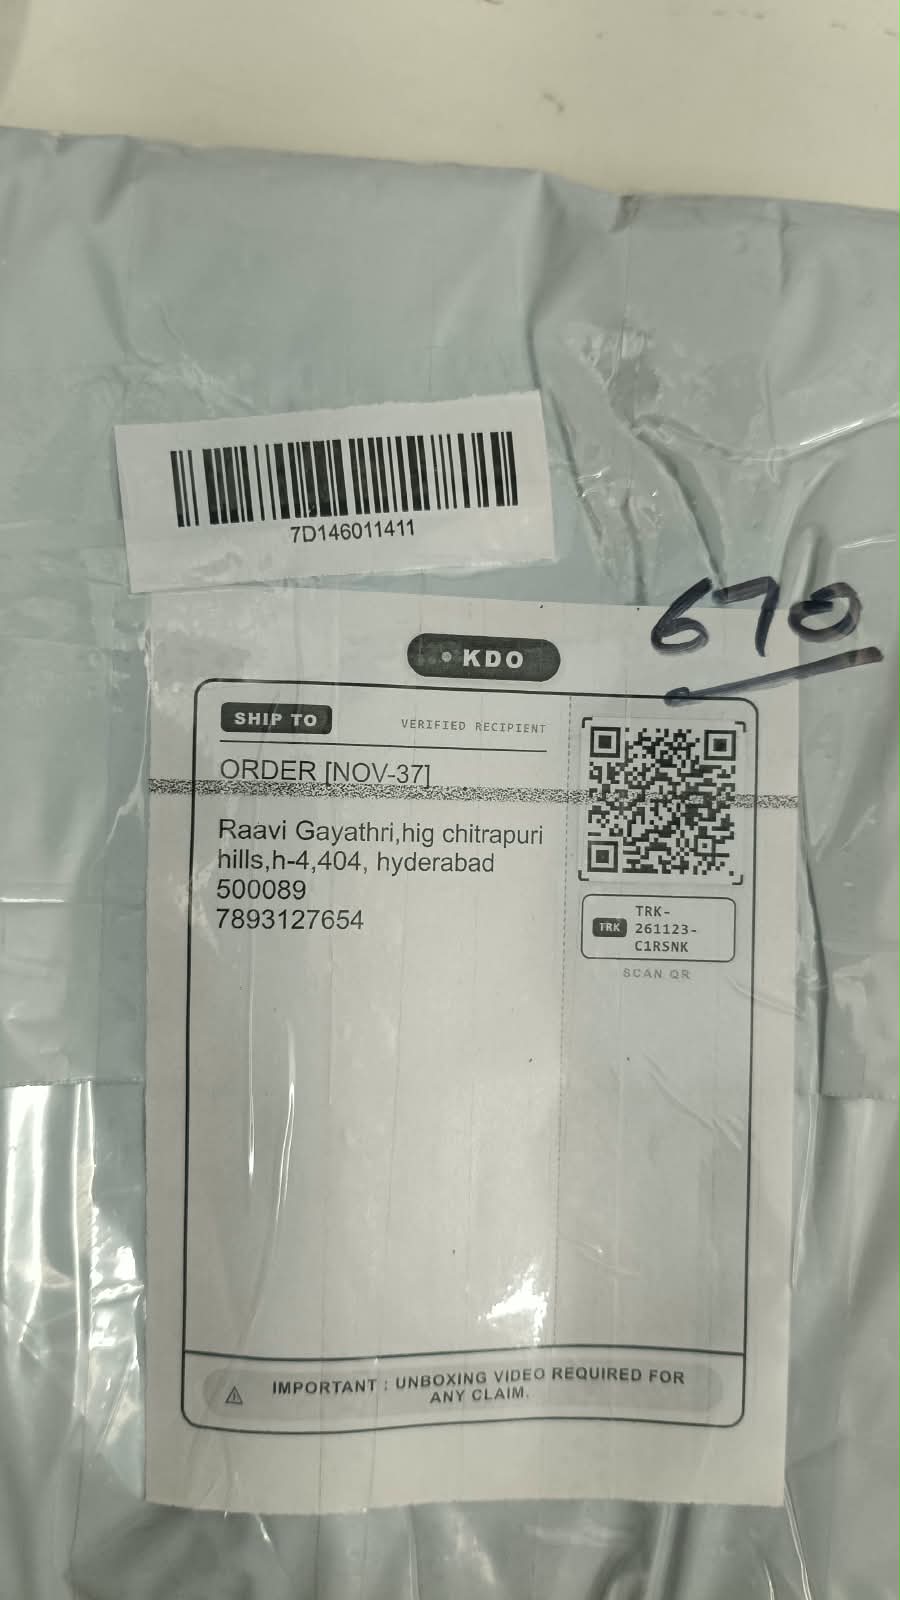 7D146011411
670
KDO
SHIP TO
VERIFIED RECIPIENT
ORDER [NOV-37]
Raavi Gayathri,hig chitrapuri
hills,h-4,404, hyderabad
500089
7893127654
TRK
TRK-
261123-
C1RSNK
SCAN QR
IMPORTANT : UNBOXING VIDEO REQUIRED FOR
ANY CLAIM.